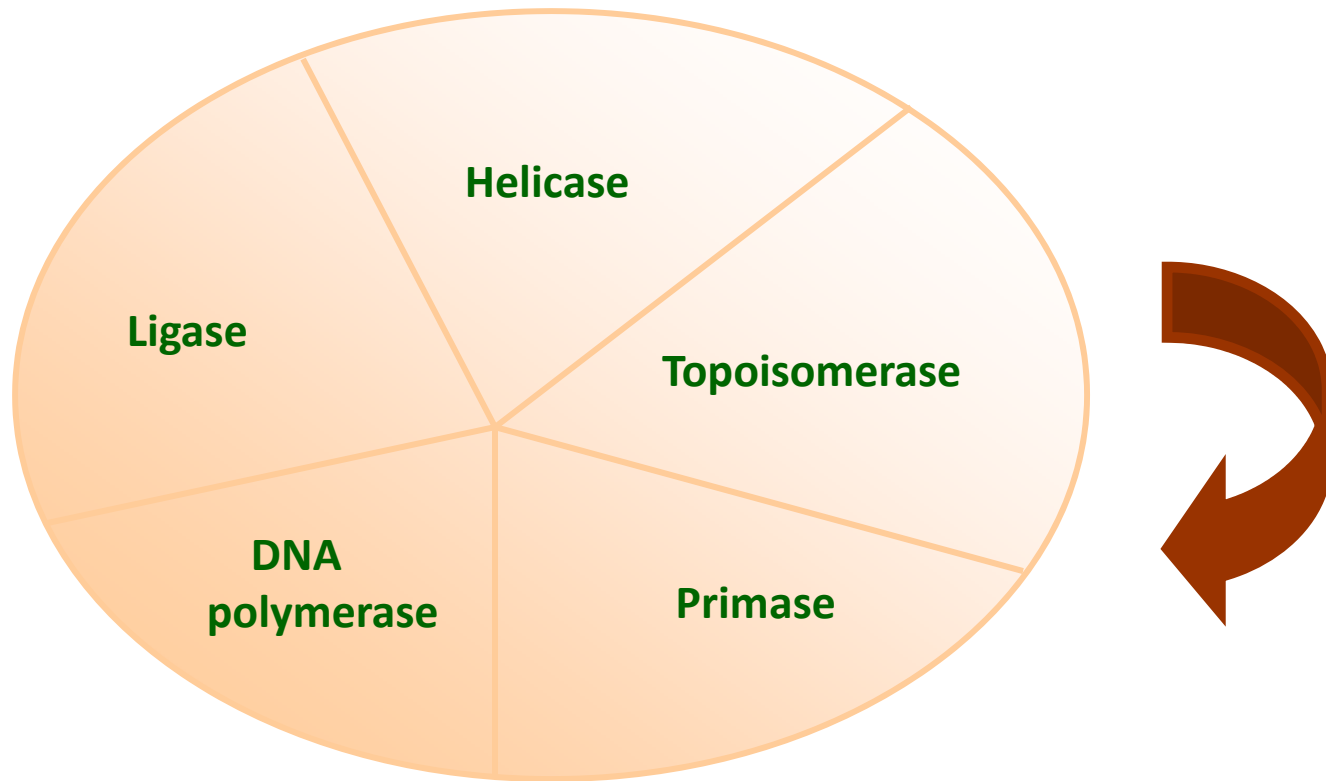 Helicase
Ligase
Topoisomerase
DNA
polymerase
Primase